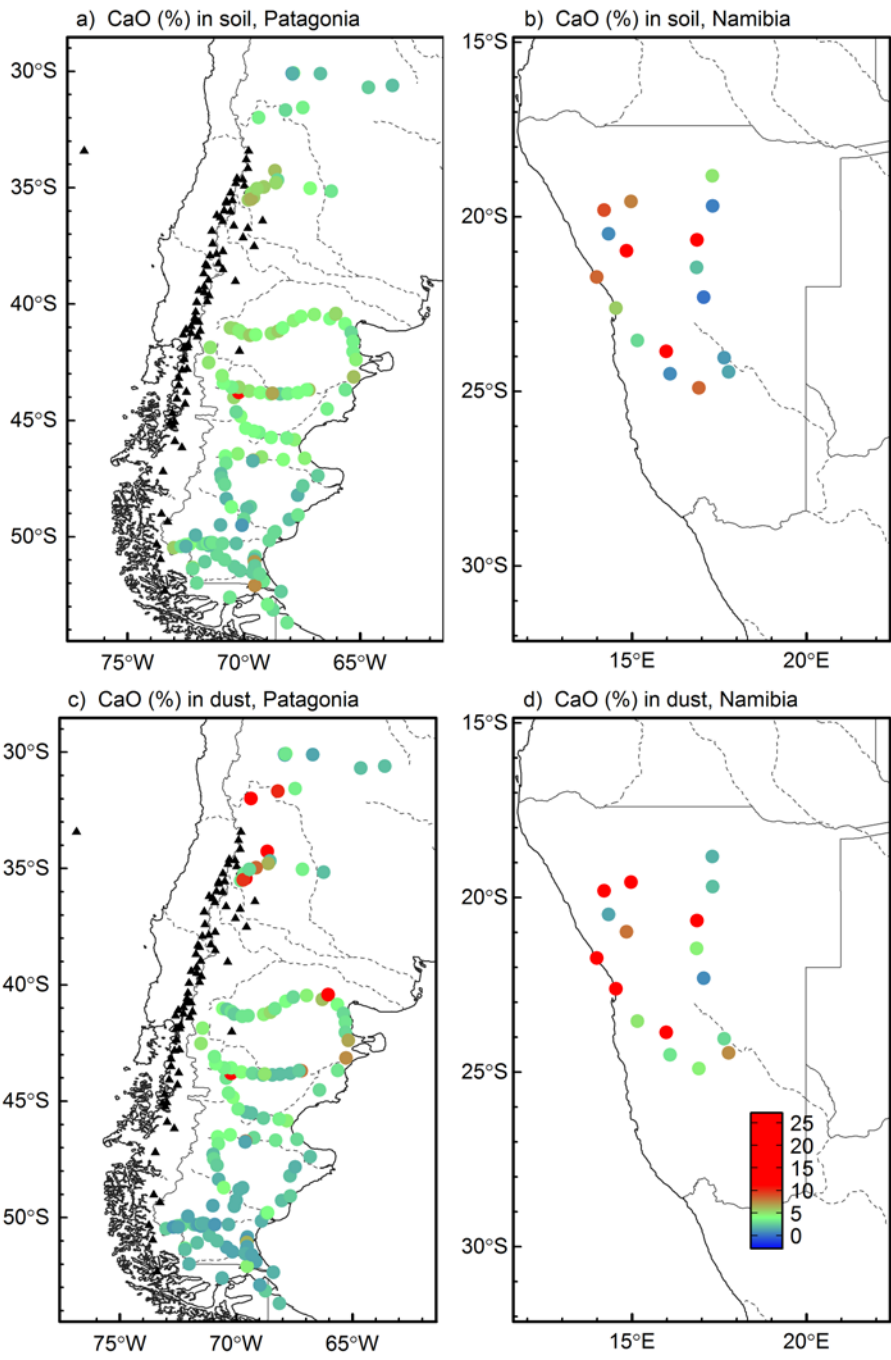 a) CaO (%) in soil, Patagonia
b) CaO (%) in soil, Namibia
30°S
35°S
40°S
45°S
50°S
75°W 70°W 65°W
15°S
20°S
25°S
30°S
15°E 20°E
c) CaO (%) in dust, Patagonia
d) CaO (%) in dust, Namibia
30°S
35°S
40°S
45°S
50°S
75°W 70°W 65°W
15°S
20°S
25°S
30°S
15°E 20°E
25
20
15
10
5
0